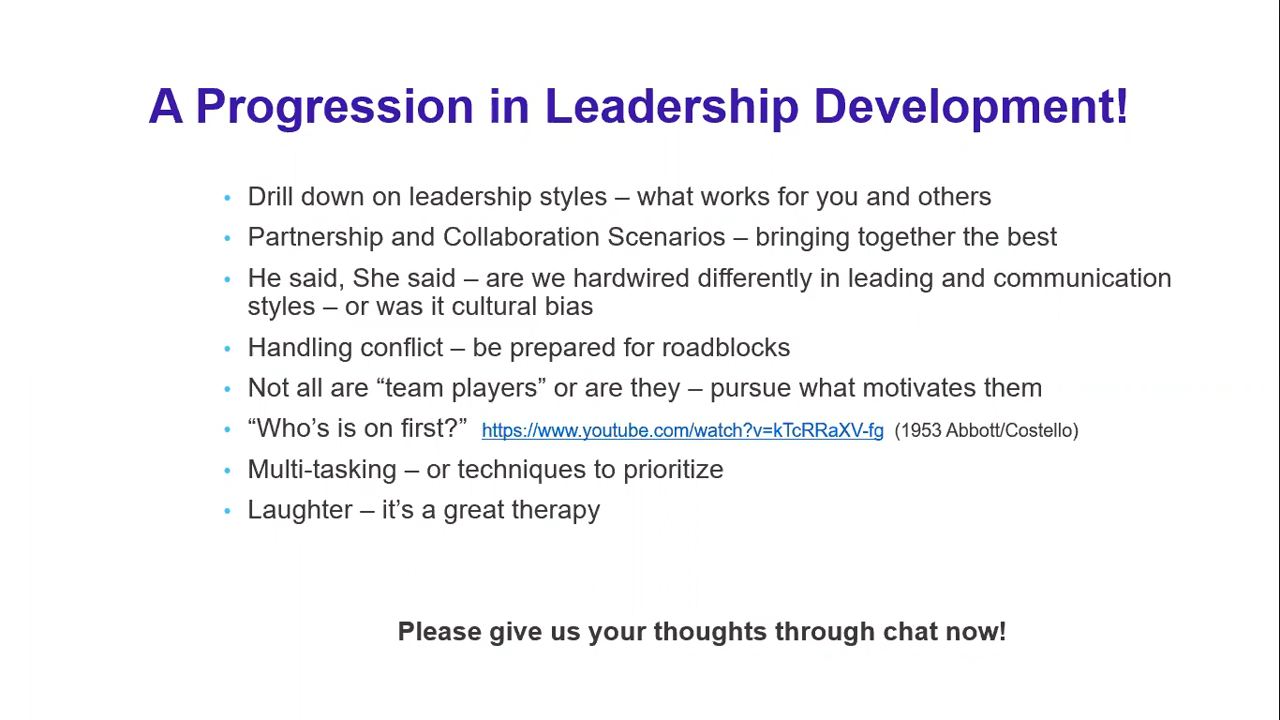 A Progression in Leadership Development!
• Drill down on leadership styles – what works for you and others
• Partnership and Collaboration Scenarios – bringing together the best
• He said, She said – are we hardwired differently in leading and communication
styles – or was it cultural bias
• Handling conflict – be prepared for roadblocks
• Not all are “team players” or are they – pursue what motivates them
• “Who’s is on first?” https://www.youtube.com/watch?v=kTcRRaXV-fg (1953 Abbott/Costello)
• Multi-tasking – or techniques to prioritize
• Laughter – it’s a great therapy
Please give us your thoughts through chat now!